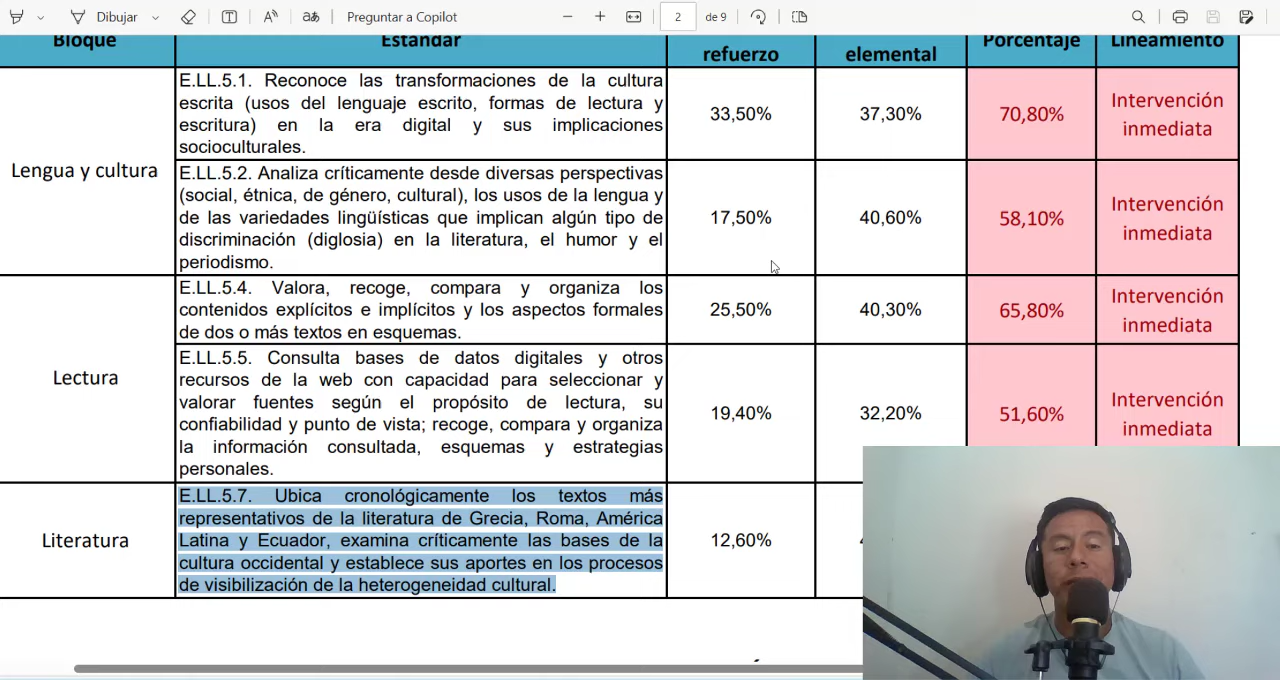 Dibujar
Preguntar a Copilot
2
de 9
Bloque
Estándar
refuerzo
elemental
Porcentaje
Lineamiento
Lengua y cultura
E.LL.5.1. Reconoce las transformaciones de la cultura
escrita (usos del lenguaje escrito, formas de lectura y
escritura) en la era digital y sus implicaciones
socioculturales.
33,50%
37,30%
70,80%
Intervención
inmediata
E.LL.5.2. Analiza críticamente desde diversas perspectivas
(social, étnica, de género, cultural), los usos de la lengua y
de las variedades lingüísticas que implican algún tipo de
discriminación (diglosia) en la literatura, el humor y el
periodismo.
17,50%
40,60%
58,10%
Intervención
inmediata
Lectura
E.LL.5.4. Valora, recoge, compara y organiza los
contenidos explícitos e implícitos y los aspectos formales
de dos o más textos en esquemas.
25,50%
40,30%
65,80%
Intervención
inmediata
E.LL.5.5. Consulta bases de datos digitales y otros
recursos de la web con capacidad para seleccionar y
valorar fuentes según el propósito de lectura, su
confiabilidad y punto de vista; recoge, compara y organiza
la información consultada, esquemas y estrategias
personales.
19,40%
32,20%
51,60%
Intervención
inmediata
Literatura
E.LL.5.7. Ubica cronológicamente los textos más
representativos de la literatura de Grecia, Roma, América
Latina y Ecuador, examina críticamente las bases de la
cultura occidental y establece sus aportes en los procesos
de visibilización de la heterogeneidad cultural.
12,60%